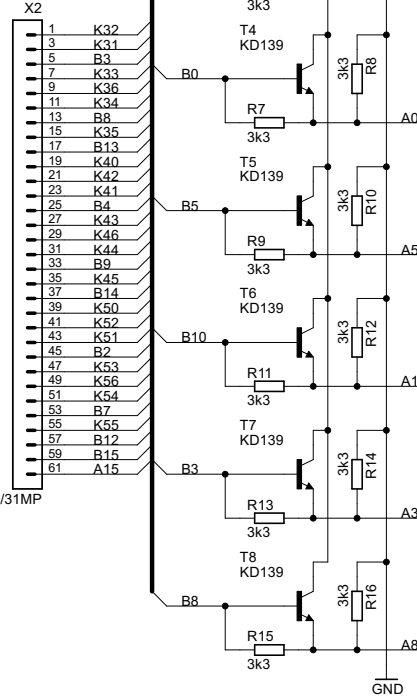 X2
1 K32
3 K31
5 B3
7 K33
9 K36
11 K34
13 B8
15 K35
17 B13
19 K40
21 K42
23 K41
25 B4
27 K43
29 K46
31 K44
33 B9
35 K45
37 B14
39 K50
41 K52
43 K51
45 B2
47 K53
49 K56
51 K54
53 B7
55 K55
57 B12
59 B15
61 A15
/31MP
3k3
T4
KD139
B0
R7
3k3
3k3
R8
A0
T5
KD139
B5
R9
3k3
3k3
R10
A5
T6
KD139
B10
R11
3k3
3k3
R12
A1
T7
KD139
B3
R13
3k3
3k3
R14
A3
T8
KD139
B8
R15
3k3
3k3
R16
A8
GND